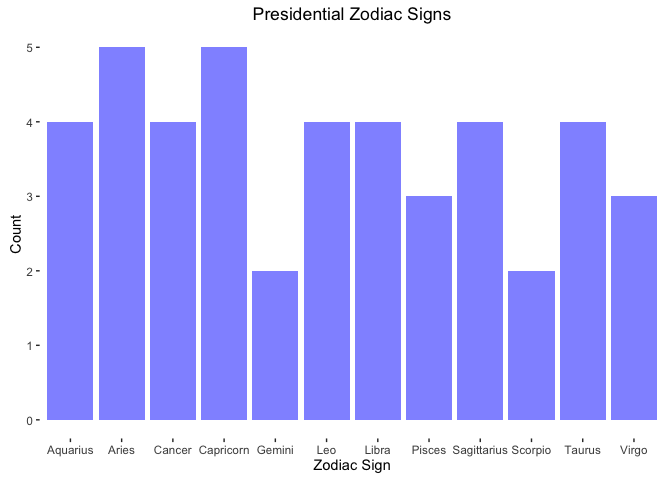 Presidential Zodiac Signs
5
4
3
2
1
0
Count
Aquarius Aries Cancer Capricorn Gemini Leo Libra Pisces Sagittarius Scorpio Taurus Virgo
Zodiac Sign